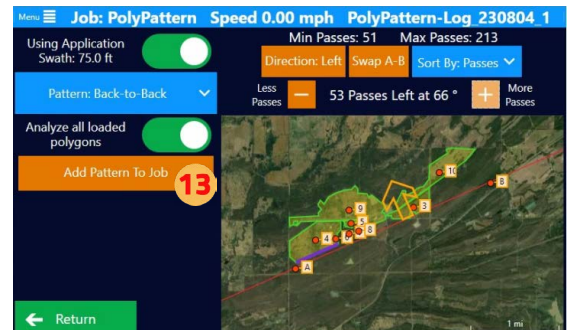 Menu Job: PolyPattern Speed 0.00 mph PolyPattern-Log_230804_1
Using Application
Swath: 75.0 ft
Pattern: Back-to-Back
Analyze all loaded
polygons
Add Pattern To Job
13
Return
Min Passes: 51 Max Passes: 213
Direction: Left Swap A-B Sort By: Passes
Less
Passes
53 Passes Left at 66 °
More
Passes
10
B
3
9
5
8
4
A
1 mi